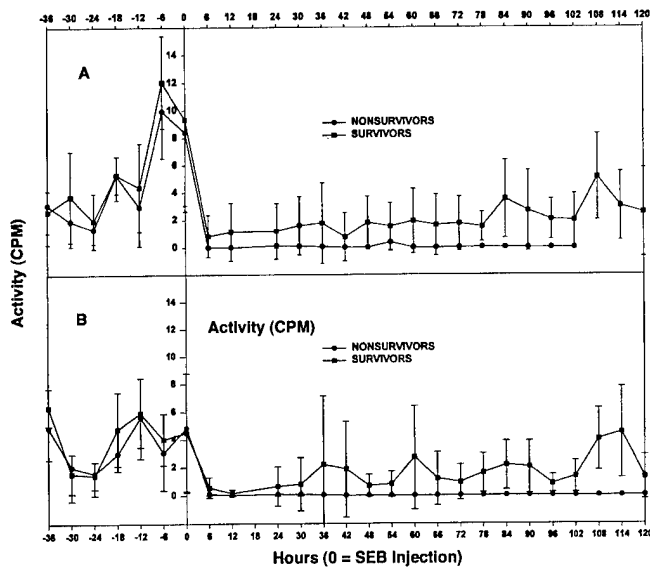 -36 -30 -24 -18 -12 -6 0 6 12 18 24 30 36 42 48 54 60 66 72 78 84 90 96 102 108 114 120
14
A
12
NONSURVIVORS
10
SURVIVORS
8
6
4
2
0
Activity (CPM)
14
B
12
Activity (CPM)
NONSURVIVORS
10
SURVIVORS
8
6
4
2
0
-36 -30 -24 -18 -12 -6 0 6 12 18 24 30 36 42 48 54 60 66 72 78 84 90 96 102 108 114 120
Hours (0 = SEB Injection)